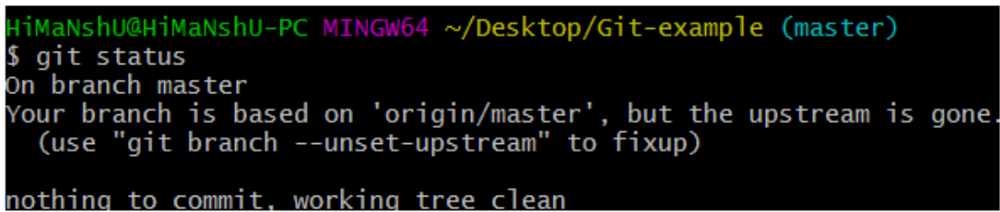 HiMaNshU@HiMaNshU-PC MINGW64 ~/Desktop/Git-example (master)
$ git status
On branch master
Your branch is based on 'origin/master', but the upstream is gone.
  (use "git branch --unset-upstream" to fixup)

nothing to commit, working tree clean